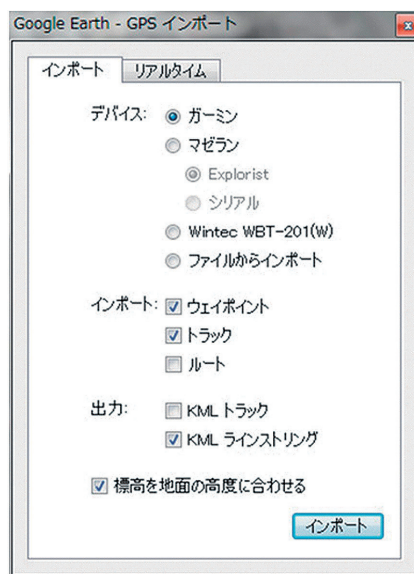 Google Earth - GPS インポート
インポート
リアルタイム
デバイス:
ガーミン
マゼラン
Explorist
シリアル
Wintec WBT-201(W)
ファイルからインポート
インポート:
ウェイポイント
トラック
ルート
出力:
KML トラック
KML ラインストリング
標高を地面の高度に合わせる
インポート